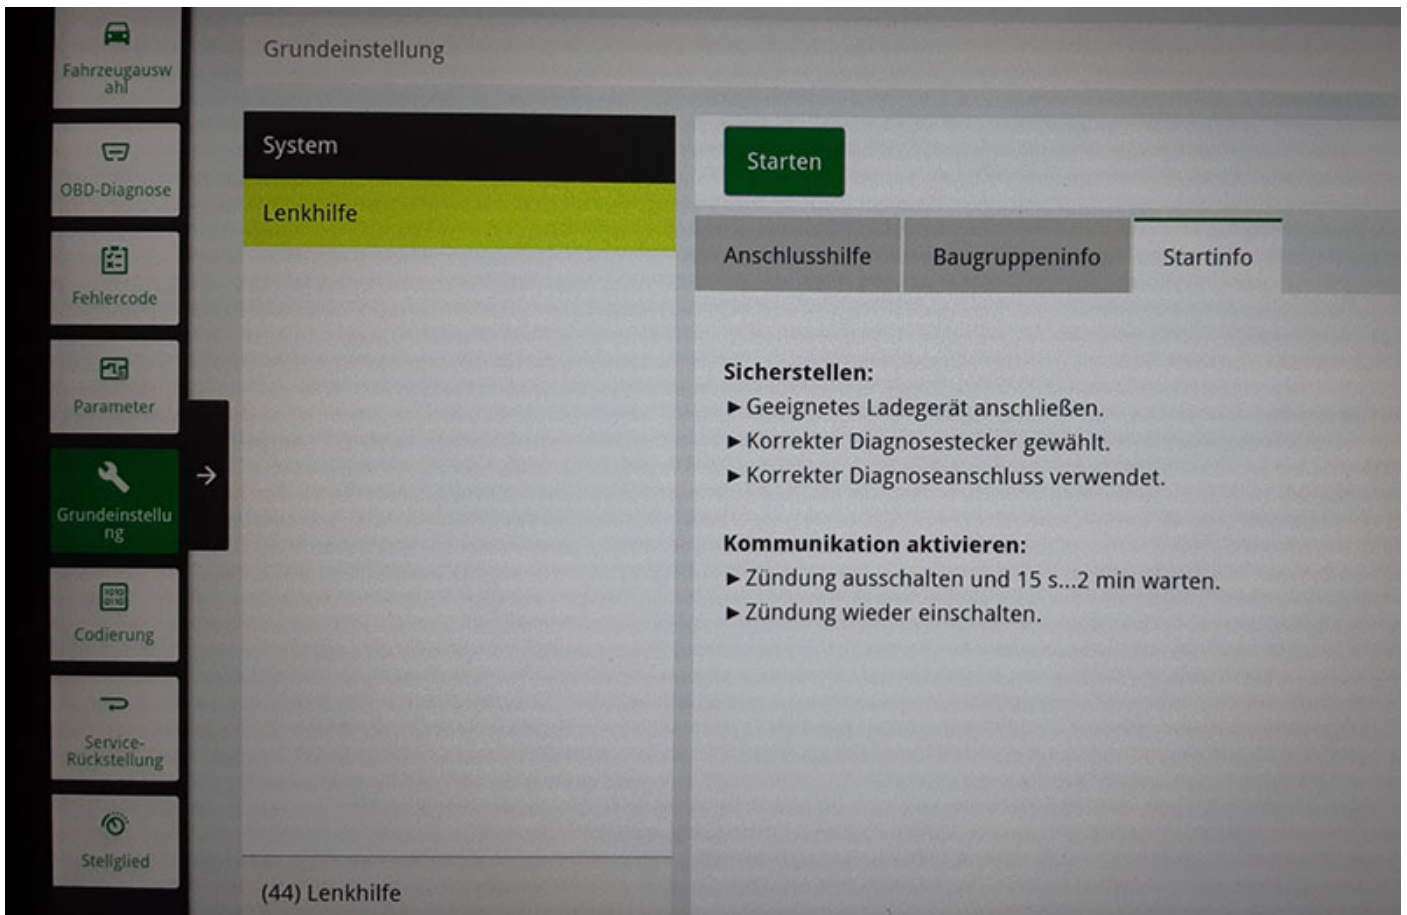 Fahrzeugausw
ahl
OBD-Diagnose
Fehlercode
Parameter
Grundeinstellu
ng
1010
0110
Codierung
Service-
Rückstellung
Stellglied
Grundeinstellung
System
Lenkhilfe
(44) Lenkhilfe
Starten
Anschlusshilfe
Baugruppeninfo
Startinfo
Sicherstellen:
►Geeignetes Ladegerät anschließen.
►Korrekter Diagnosestecker gewählt.
►Korrekter Diagnoseanschluss verwendet.
Kommunikation aktivieren:
►Zündung ausschalten und 15 s...2 min warten.
►Zündung wieder einschalten.